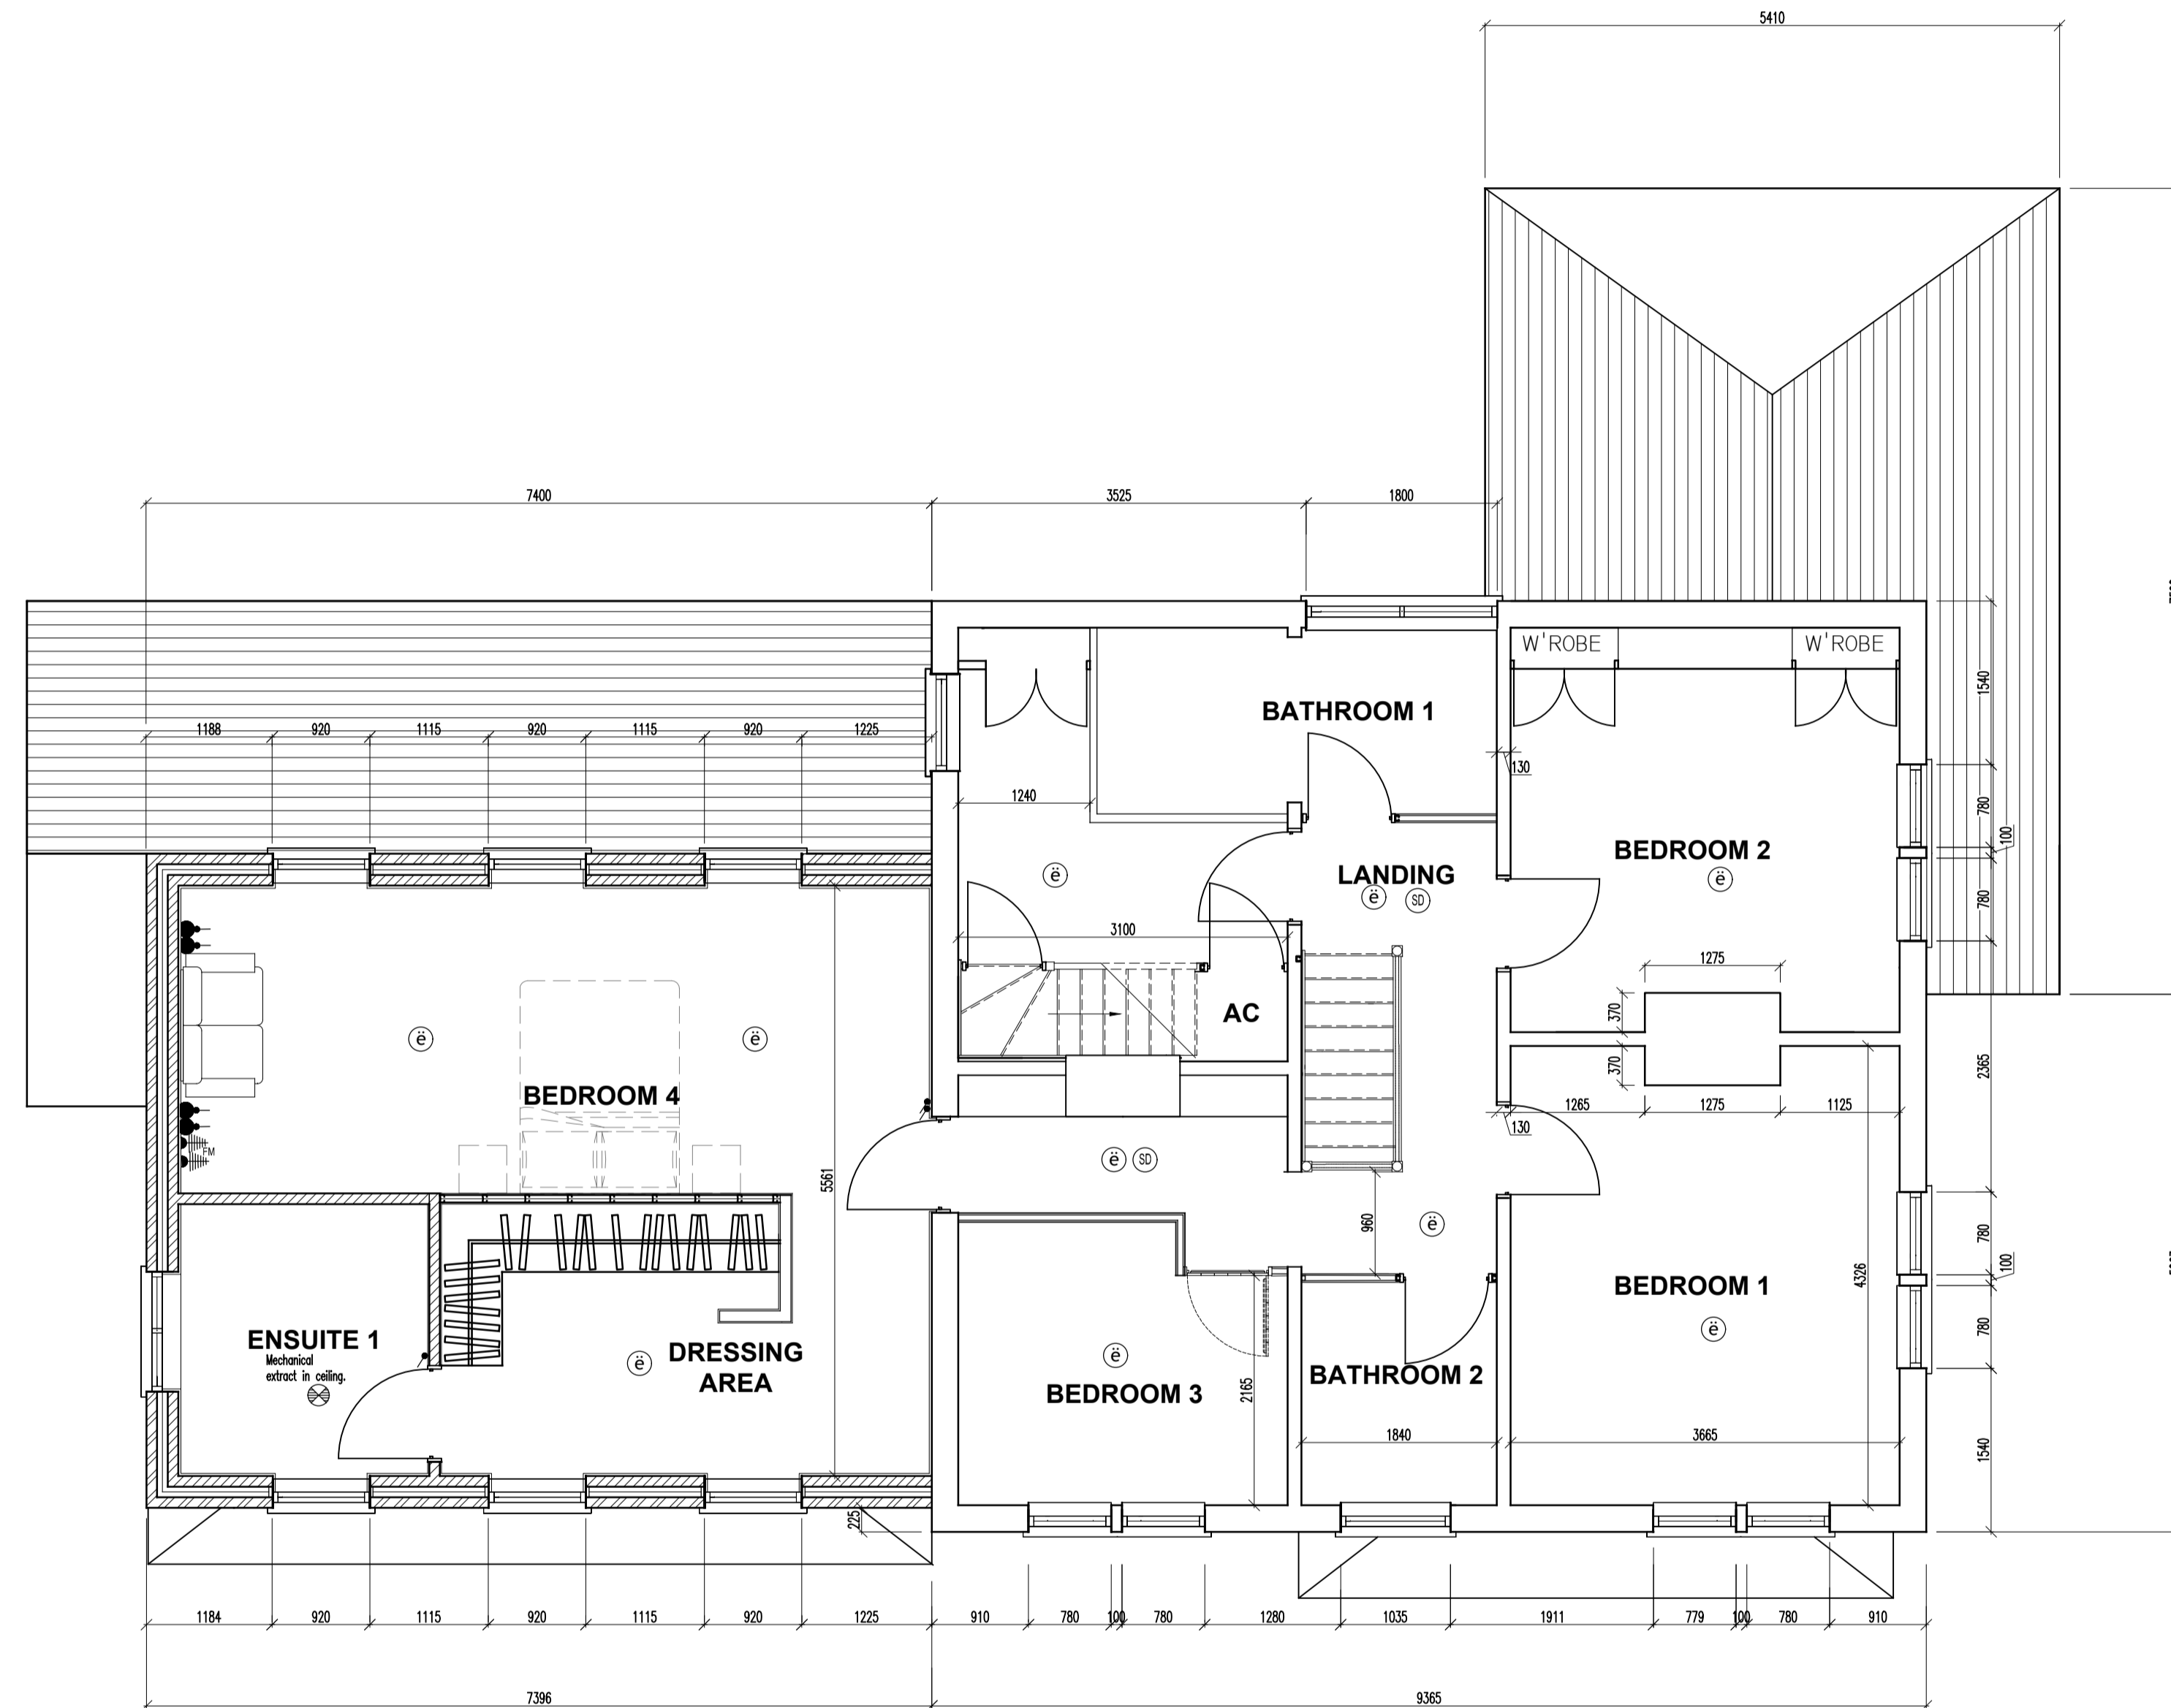 5410
7400
3525
1800
W'ROBE
W'ROBE
1540
BATHROOM 1
1188
920
1115
920
1115
920
1225
130
1240
780
100
BEDROOM 2
ë
LANDING
ë
ë
SD
780
3100
1275
370
AC
ë
ë
370
2365
BEDROOM 4
1265
1275
1125
130
FM
ë
SD
5561
960
ë
780
100
4326
BEDROOM 1
ë
780
ENSUITE 1
Mechanical
extract in ceiling.
ë
DRESSING
AREA
ë
BEDROOM 3
2165
BATHROOM 2
1840
3665
1540
225
1184
920
1115
920
1115
920
1225
910
780
100
780
1280
1035
1911
779
100
780
910
7396
9365